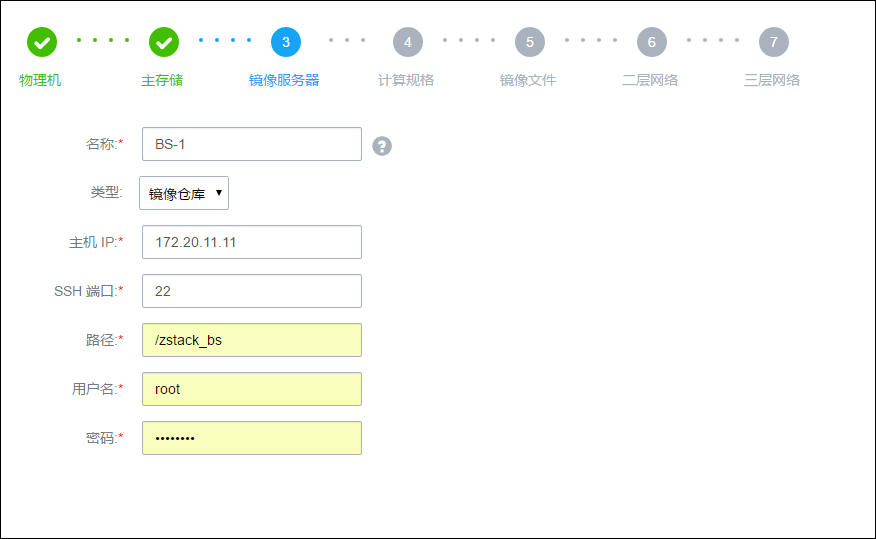 3 4 5 6 7
物理机 主存储 镜像服务器 计算规格 镜像文件 二层网络 三层网络
名称:* BS-1 ?
类型: 镜像仓库
主机 IP:* 172.20.11.11
SSH 端口:* 22
路径:* /zstack_bs
用户名:* root
密码:* ••••••••